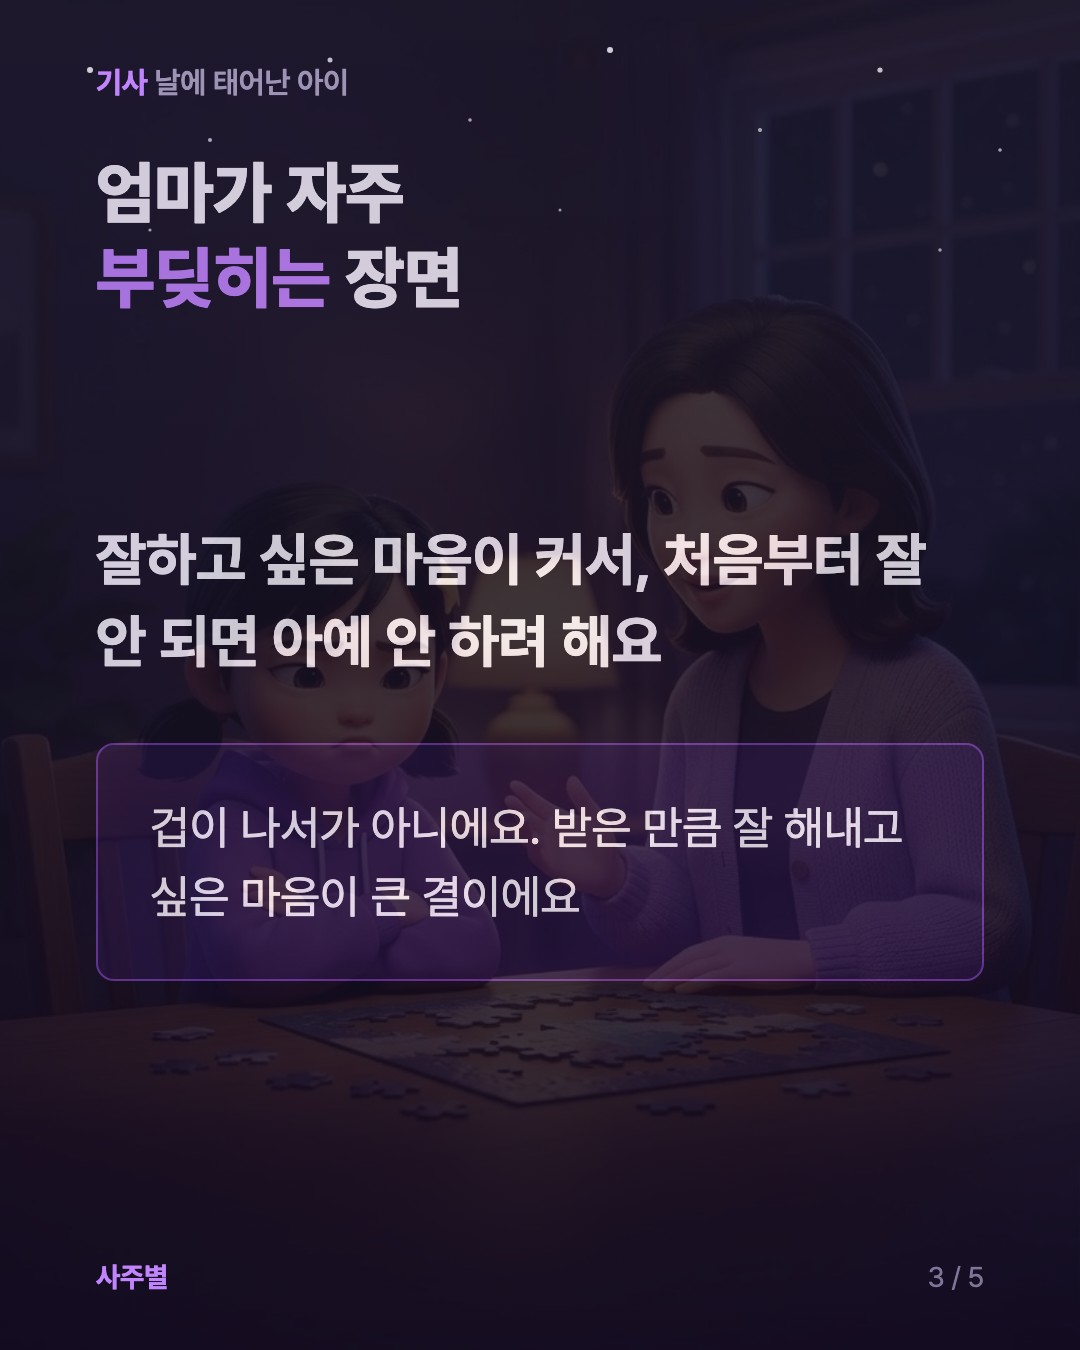 기사 날에 태어난 아이
엄마가 자주
부딪히는 장면
잘하고 싶은 마음이 커서, 처음부터 잘
안 되면 아예 안 하려 해요
겁이 나서가 아니에요. 받은 만큼 잘 해내고
싶은 마음이 큰 결이에요
사주별
3 / 5